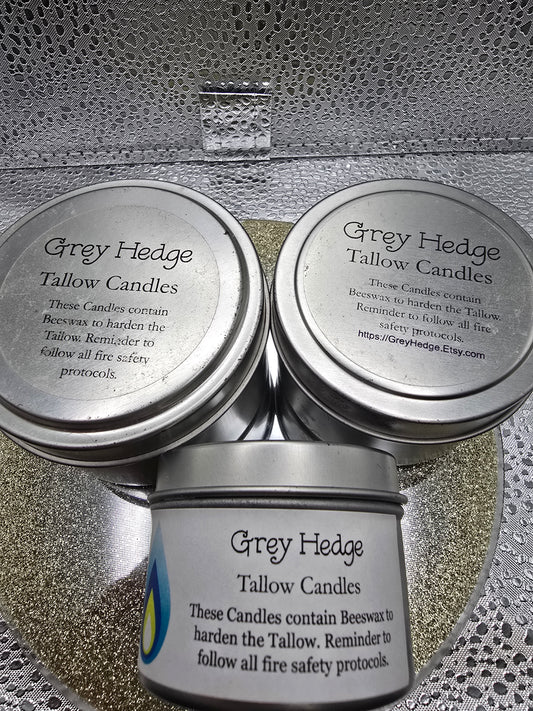 Grey Hedge
Tallow Candles
These Candles contain
Beeswax to harden the
Tallow. Reminder to
follow all fire safety
protocols.
Grey Hedge
Tallow Candles
These Candles contain
Beeswax to harden the Tallow.
Reminder to follow all fire
safety protocols.
https://GreyHedge.Etsy.com
Grey Hedge
Tallow Candles
These Candles contain Beeswax to
harden the Tallow. Reminder to
follow all fire safety protocols.